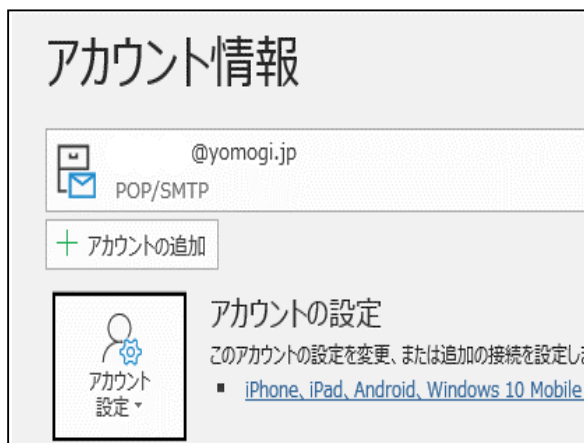 アカウント情報
@yomogi.jp
POP/SMTP
アカウントの追加
アカウントの設定
このアカウントの設定を変更、または追加の接続を設定しま
iPhone、iPad、Android、Windows 10 Mobile
アカウント
設定